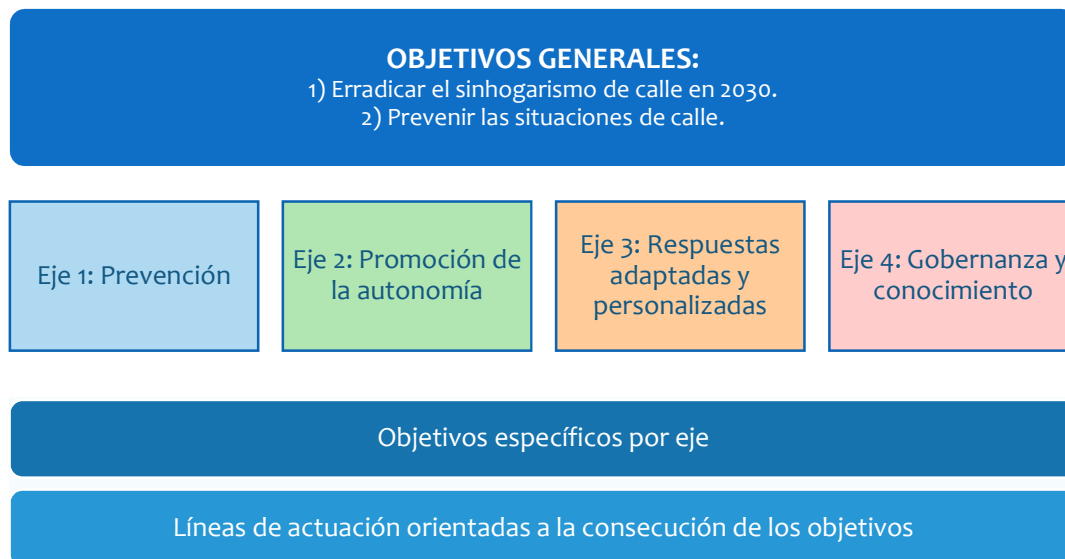 OBJETIVOS GENERALES:
1) Erradicar el sinhogarismo de calle en 2030.
2) Prevenir las situaciones de calle.
Eje 1: Prevención
Eje 2: Promoción de
la autonomía
Eje 3: Respuestas
adaptadas y
personalizadas
Eje 4: Gobernanza y
conocimiento
Objetivos específicos por eje
Líneas de actuación orientadas a la consecución de los objetivos